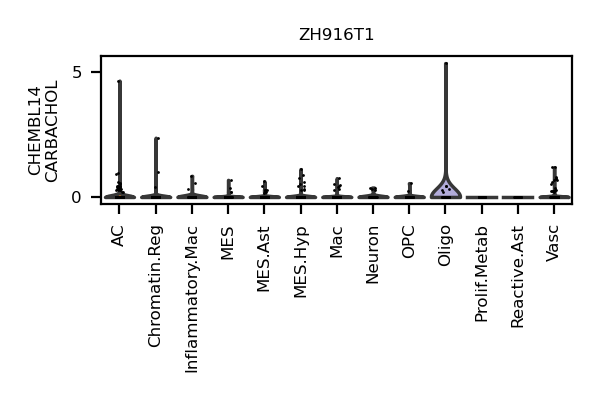 ZH916T1
CHEMBL14
CARBACHOL
5
0
AC
Chromatin.Reg
Inflammatory.Mac
MES
MES.Ast
MES.Hyp
Mac
Neuron
OPC
Oligo
Prolif.Metab
Reactive.Ast
Vasc